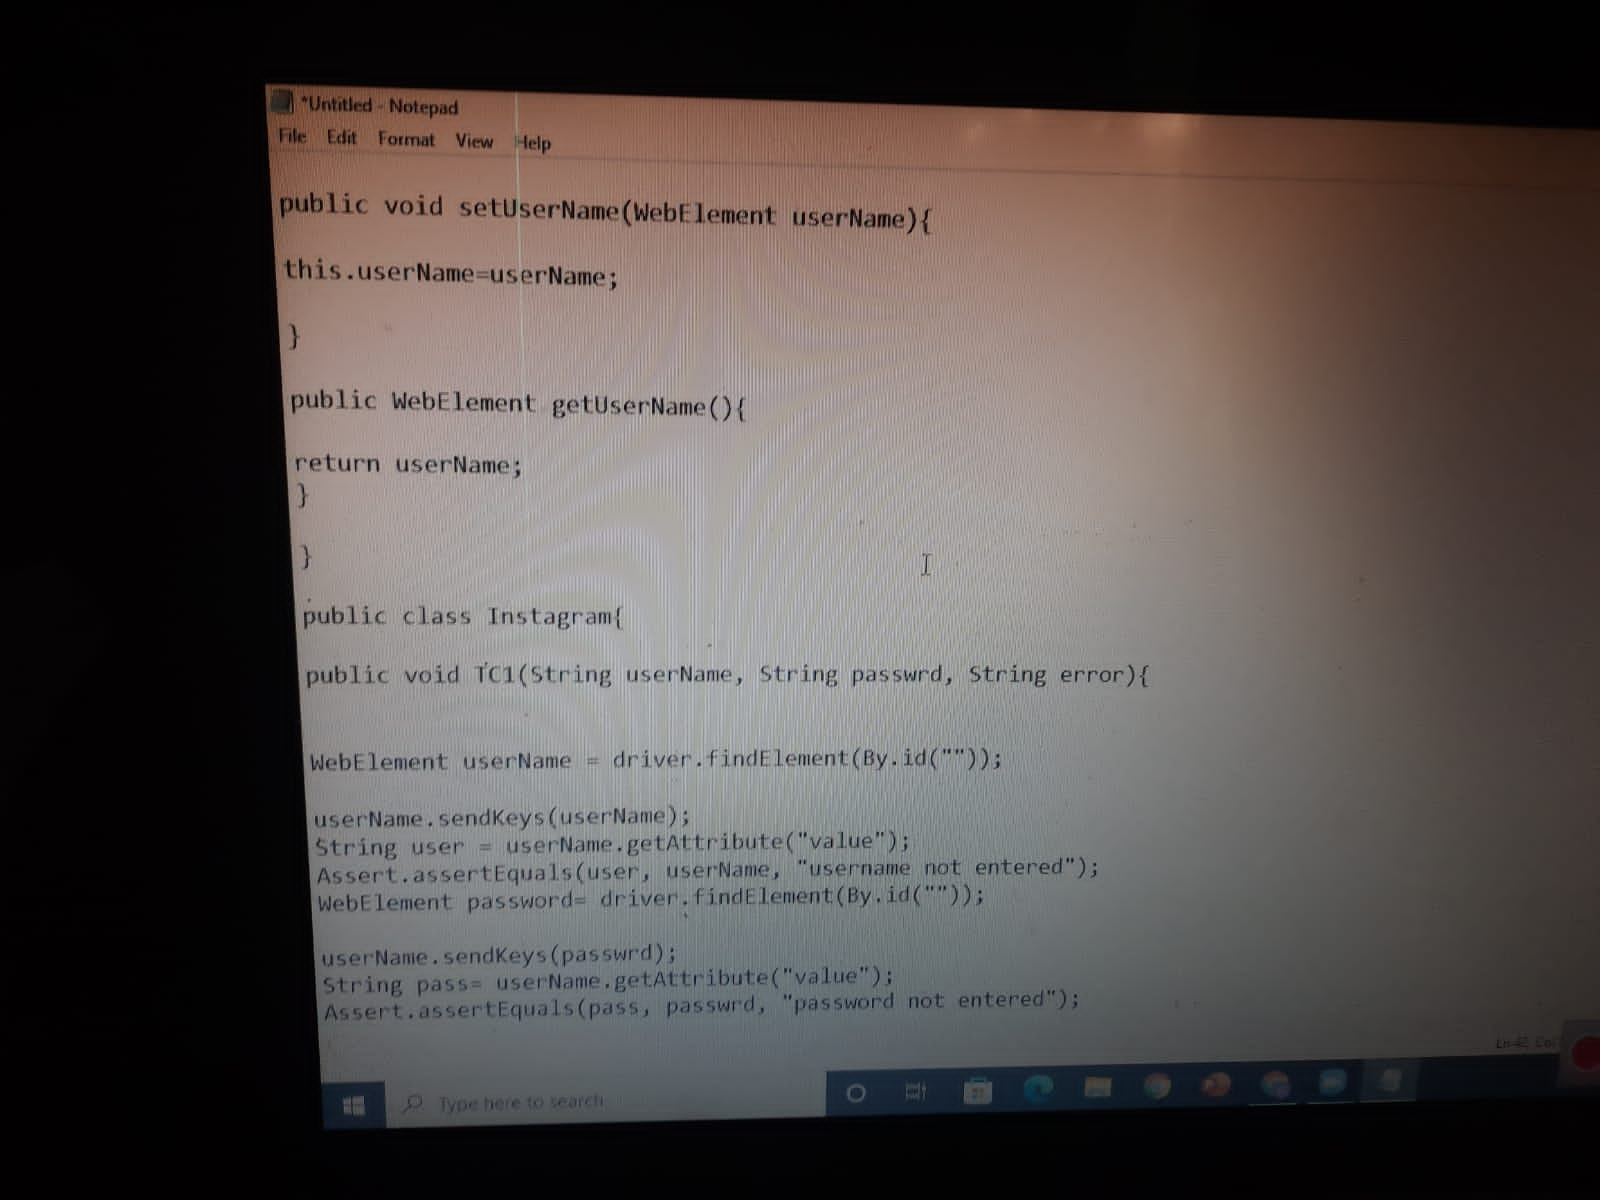 *Untitled - Notepad
File Edit Format View Help
public void setUserName(WebElement userName){
this.userName=userName;
}
public WebElement getUserName(){
return userName;
}
}
public class Instagram{
public void TC1(String userName, String passwrd, String error){
WebElement userName = driver.findElement(By.id(""));
userName.sendKeys(userName);
String user = userName.getAttribute("value");
Assert.assertEquals(user, userName, "username not entered");
WebElement password= driver.findElement(By.id(""));
userName.sendKeys(passwrd);
String pass= userName.getAttribute("value");
Assert.assertEquals(pass, passwrd, "password not entered");
Type here to search